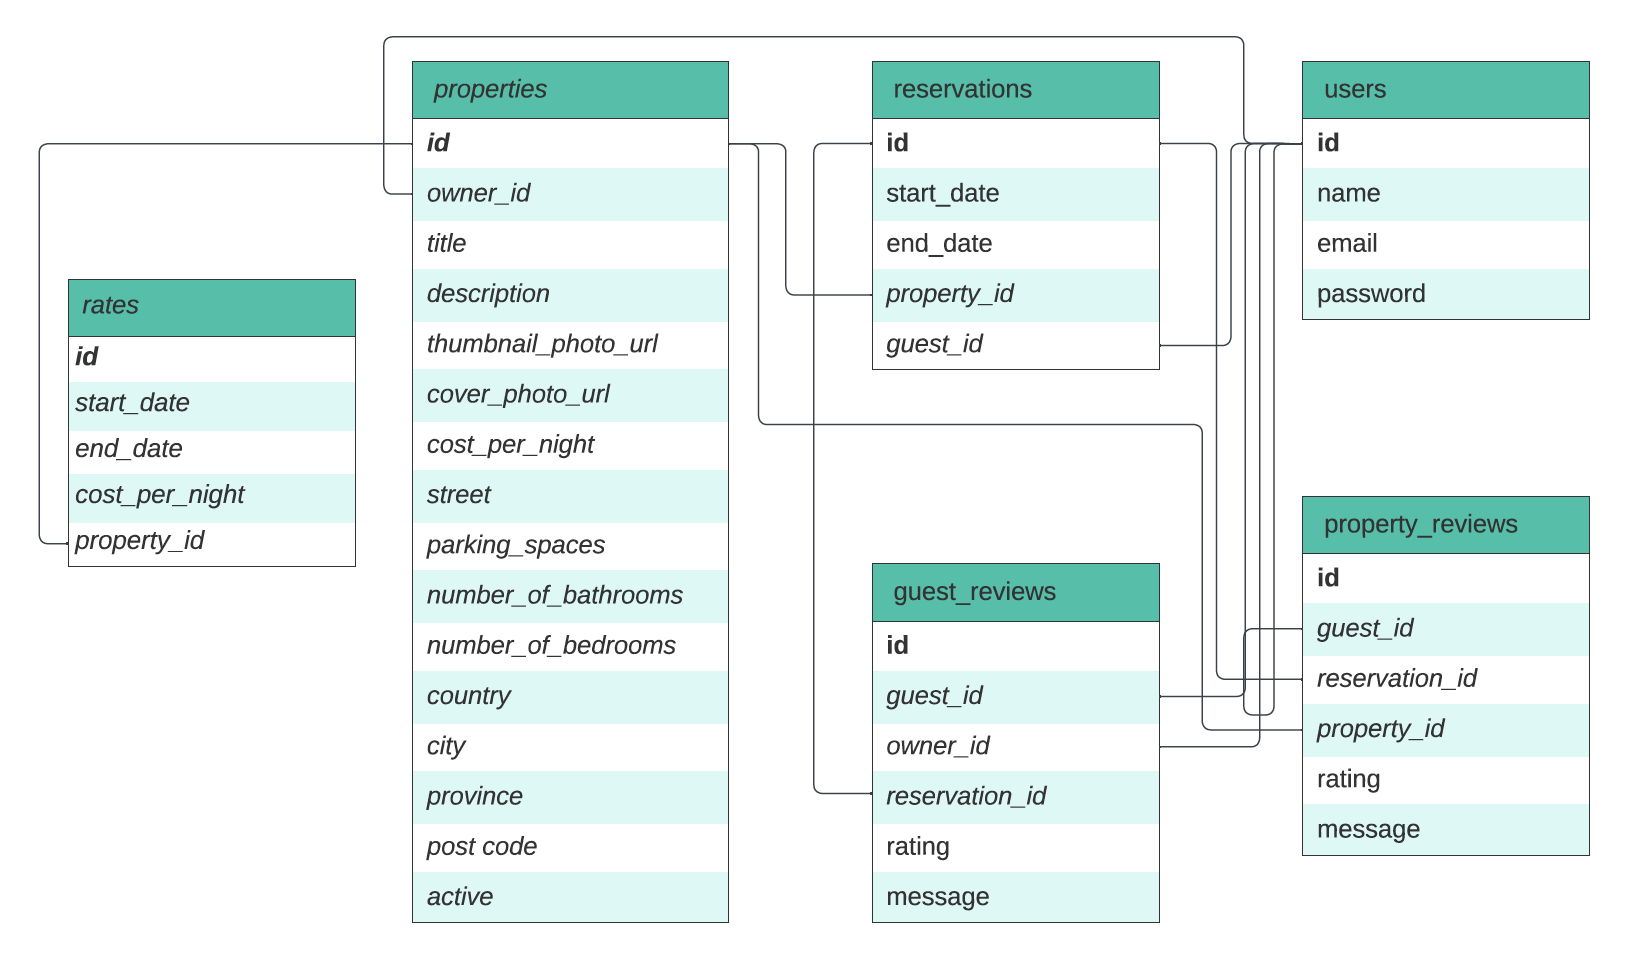 properties
id
owner_id
title
description
thumbnail_photo_url
cover_photo_url
cost_per_night
street
parking_spaces
number_of_bathrooms
number_of_bedrooms
country
city
province
post code
active
reservations
id
start_date
end_date
property_id
guest_id
users
id
name
email
password
rates
id
start_date
end_date
cost_per_night
property_id
guest_reviews
id
guest_id
owner_id
reservation_id
rating
message
property_reviews
id
guest_id
reservation_id
property_id
rating
message